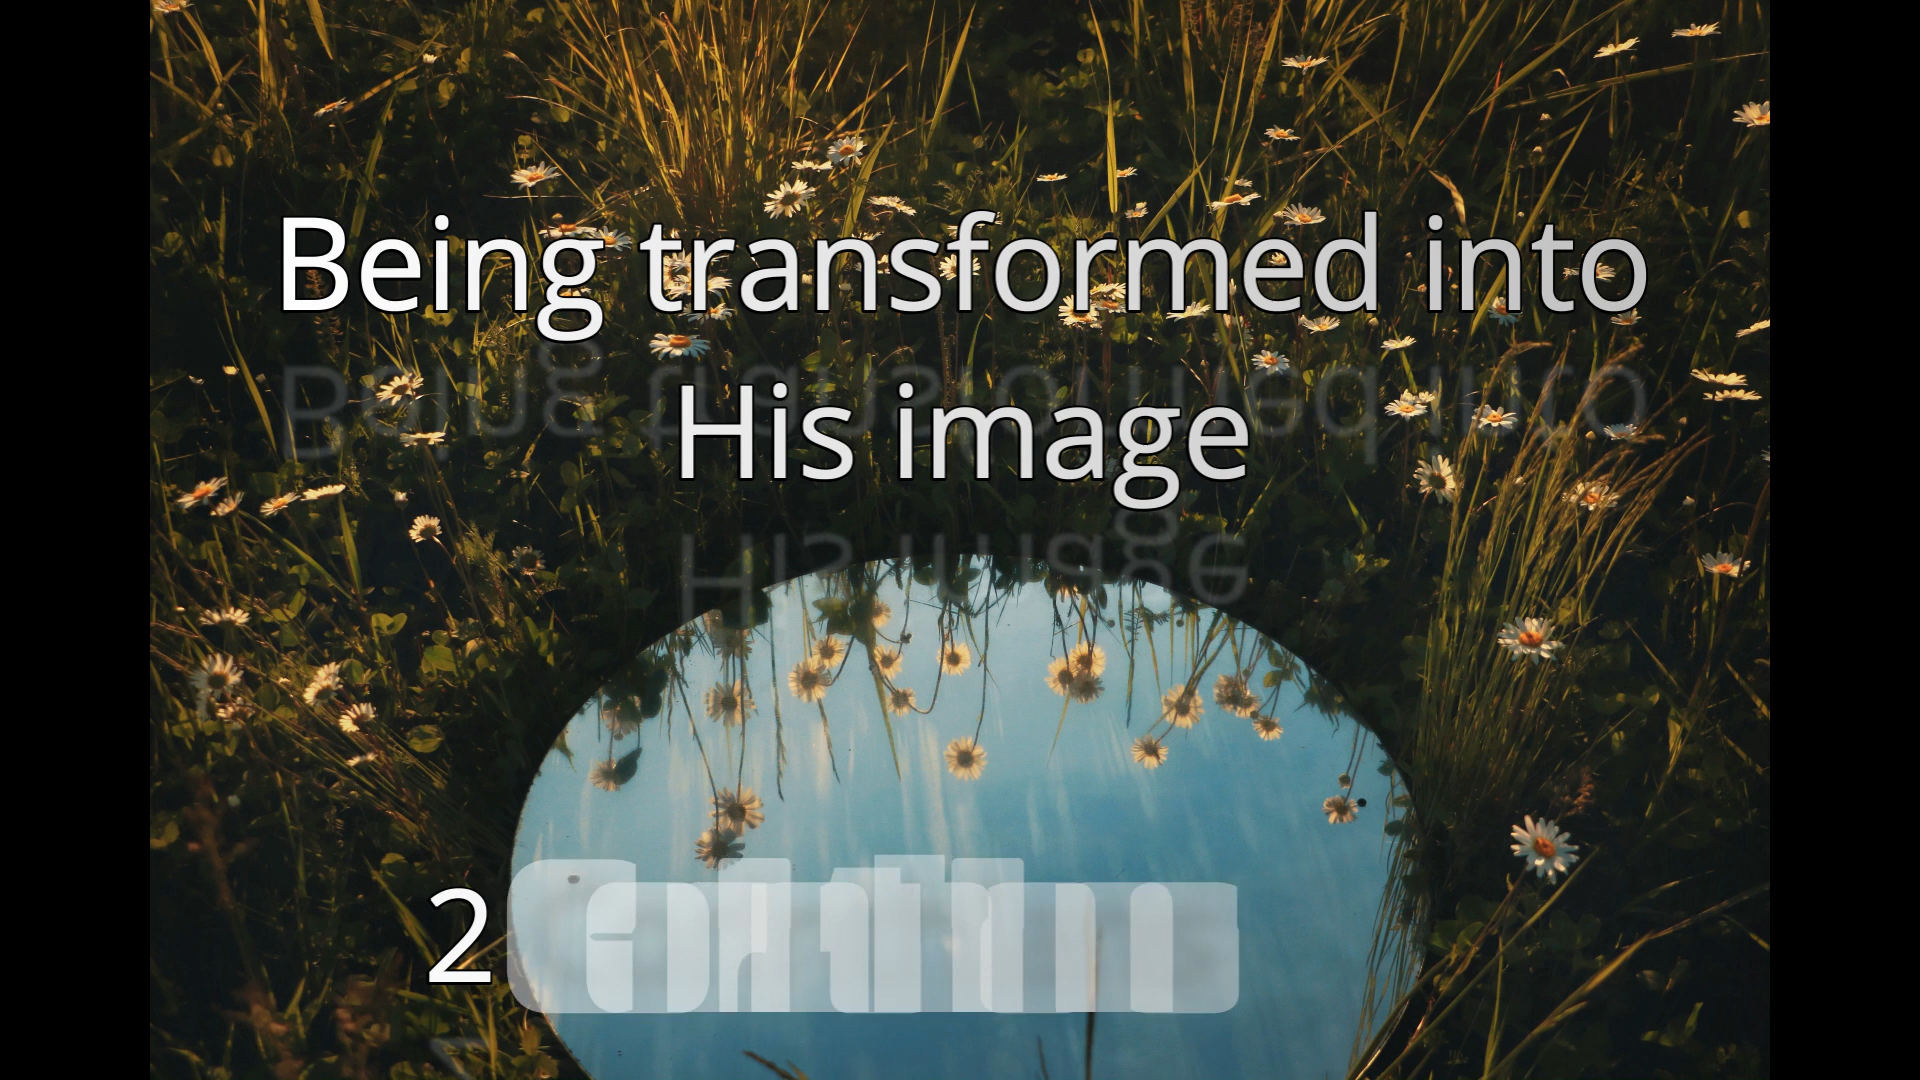 Being transformed into
His image
2